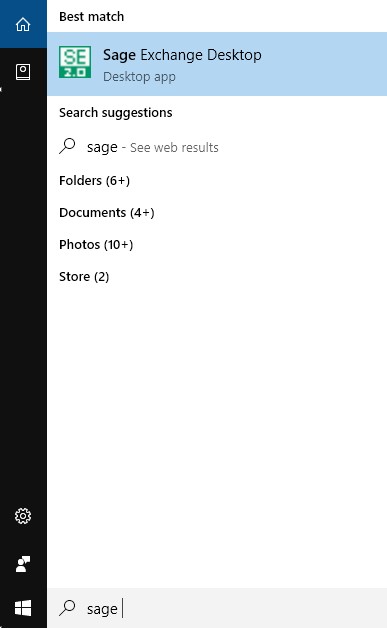 Best match
SE
2.0
Sage Exchange Desktop
Desktop app
Search suggestions
sage - See web results
Folders (6+)
Documents (4+)
Photos (10+)
Store (2)
sage